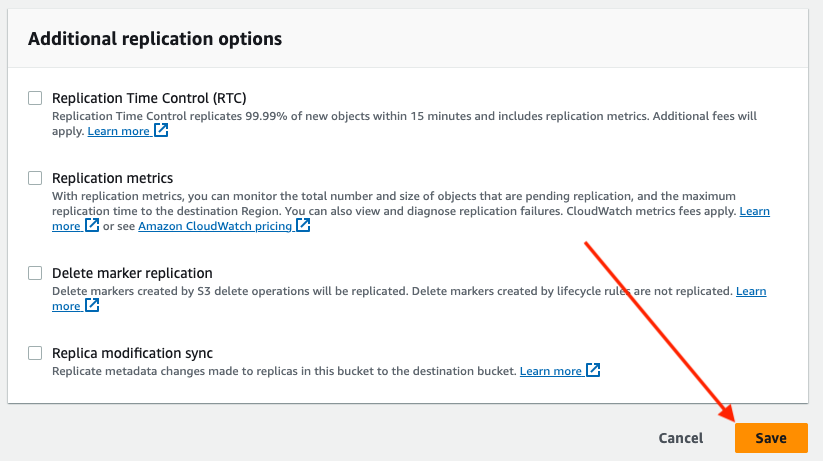 Additional replication options
Replication Time Control (RTC)
Replication Time Control replicates 99.99% of new objects within 15 minutes and includes replication metrics. Additional fees will
apply. Learn more
Replication metrics
With replication metrics, you can monitor the total number and size of objects that are pending replication, and the maximum
replication time to the destination Region. You can also view and diagnose replication failures. CloudWatch metrics fees apply. Learn
more or see Amazon CloudWatch pricing
Delete marker replication
Delete markers created by S3 delete operations will be replicated. Delete markers created by lifecycle rules are not replicated. Learn
more
Replica modification sync
Replicate metadata changes made to replicas in this bucket to the destination bucket. Learn more
Cancel Save